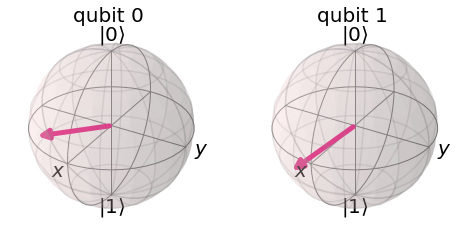 qubit 0
|0⟩
x
y
|1⟩
qubit 1
|0⟩
x
y
|1⟩